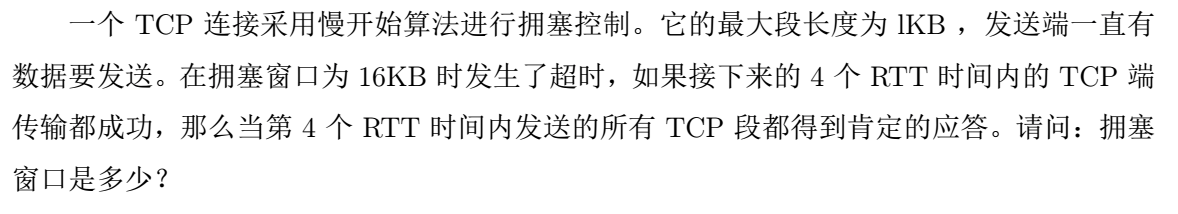 一个 TCP 连接采用慢开始算法进行拥塞控制。它的最大段长度为 lKB ，发送端一直有
数据要发送。在拥塞窗口为 16KB 时发生了超时，如果接下来的 4 个 RTT 时间内的 TCP 端
传输都成功，那么当第 4 个 RTT 时间内发送的所有 TCP 段都得到肯定的应答。请问：拥塞
窗口是多少？